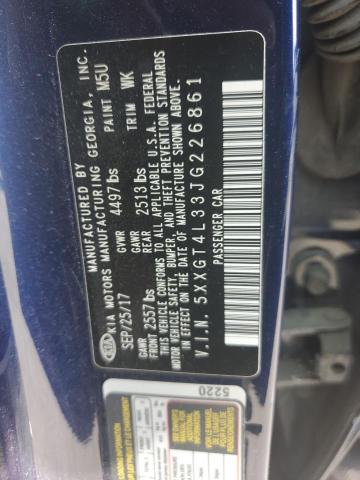 MANUFACTURED BY
KIA KIA MOTORS MANUFACTURING GEORGIA, INC.
SEP/25/17 PAINT M5U
GVWR 4497 lbs TRIM WK
GAWR FRONT 2557 lbs GAWR REAR 2513 lbs
THIS VEHICLE CONFORMS TO ALL APPLICABLE U.S.A. FEDERAL
MOTOR VEHICLE SAFETY, BUMPER, AND THEFT PREVENTION STANDARDS
IN EFFECT ON THE DATE OF MANUFACTURE SHOWN ABOVE.
V.I.N. 5XXGT4L33JG226861
PASSENGER CAR
5220